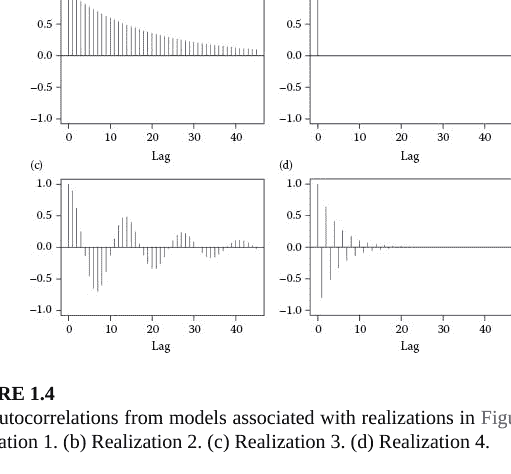 0.5 0.5
0.0 0.0
−0.5 −0.5
−1.0 −1.0
0 10 20 30 40 0 10 20 30 40
Lag Lag
(c) (d)
1.0 1.0
0.5 0.5
0.0 0.0
−0.5 −0.5
−1.0 −1.0
0 10 20 30 40 0 10 20 30 40
Lag Lag
RE 1.4
utocorrelations from models associated with realizations in Figu
ation 1. (b) Realization 2. (c) Realization 3. (d) Realization 4.